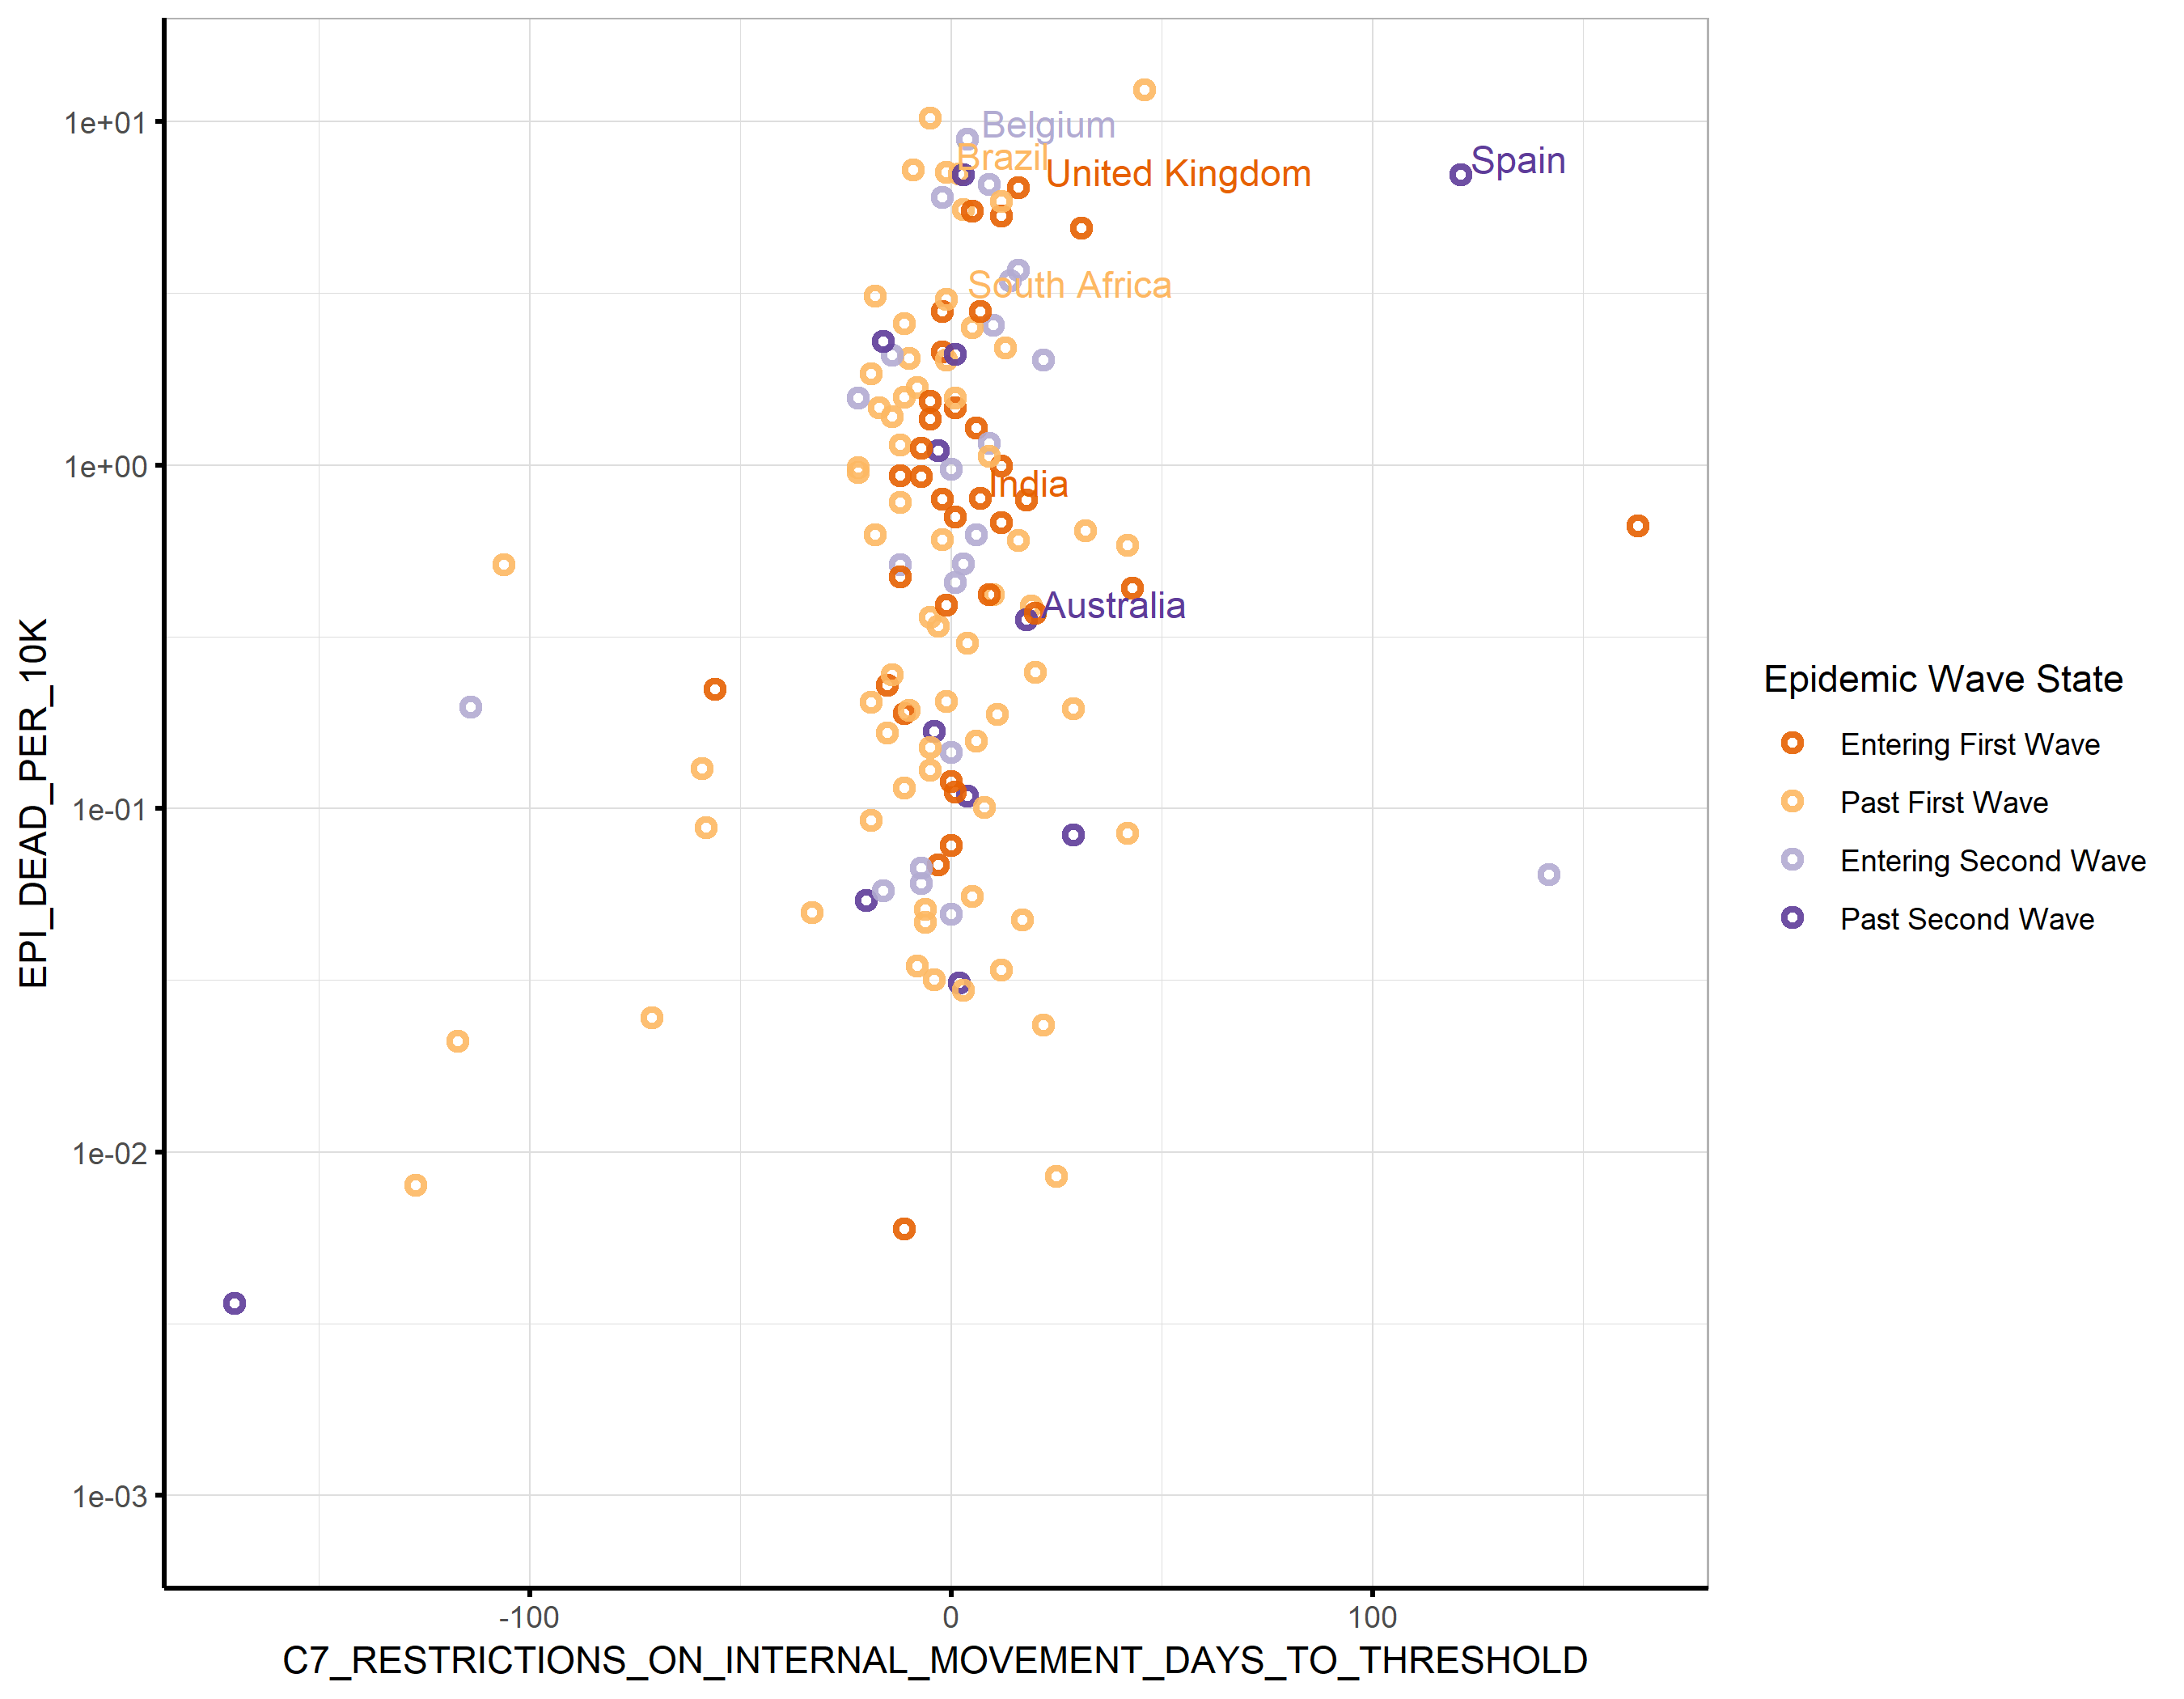 1e+01
1e+00
1e-01
1e-02
1e-03
EPI_DEAD_PER_10K
Belgium
Brazil
United Kingdom
Spain
South Africa
India
Australia
-100
0
100
C7_RESTRICTIONS_ON_INTERNAL_MOVEMENT_DAYS_TO_THRESHOLD
Epidemic Wave State
Entering First Wave
Past First Wave
Entering Second Wave
Past Second Wave